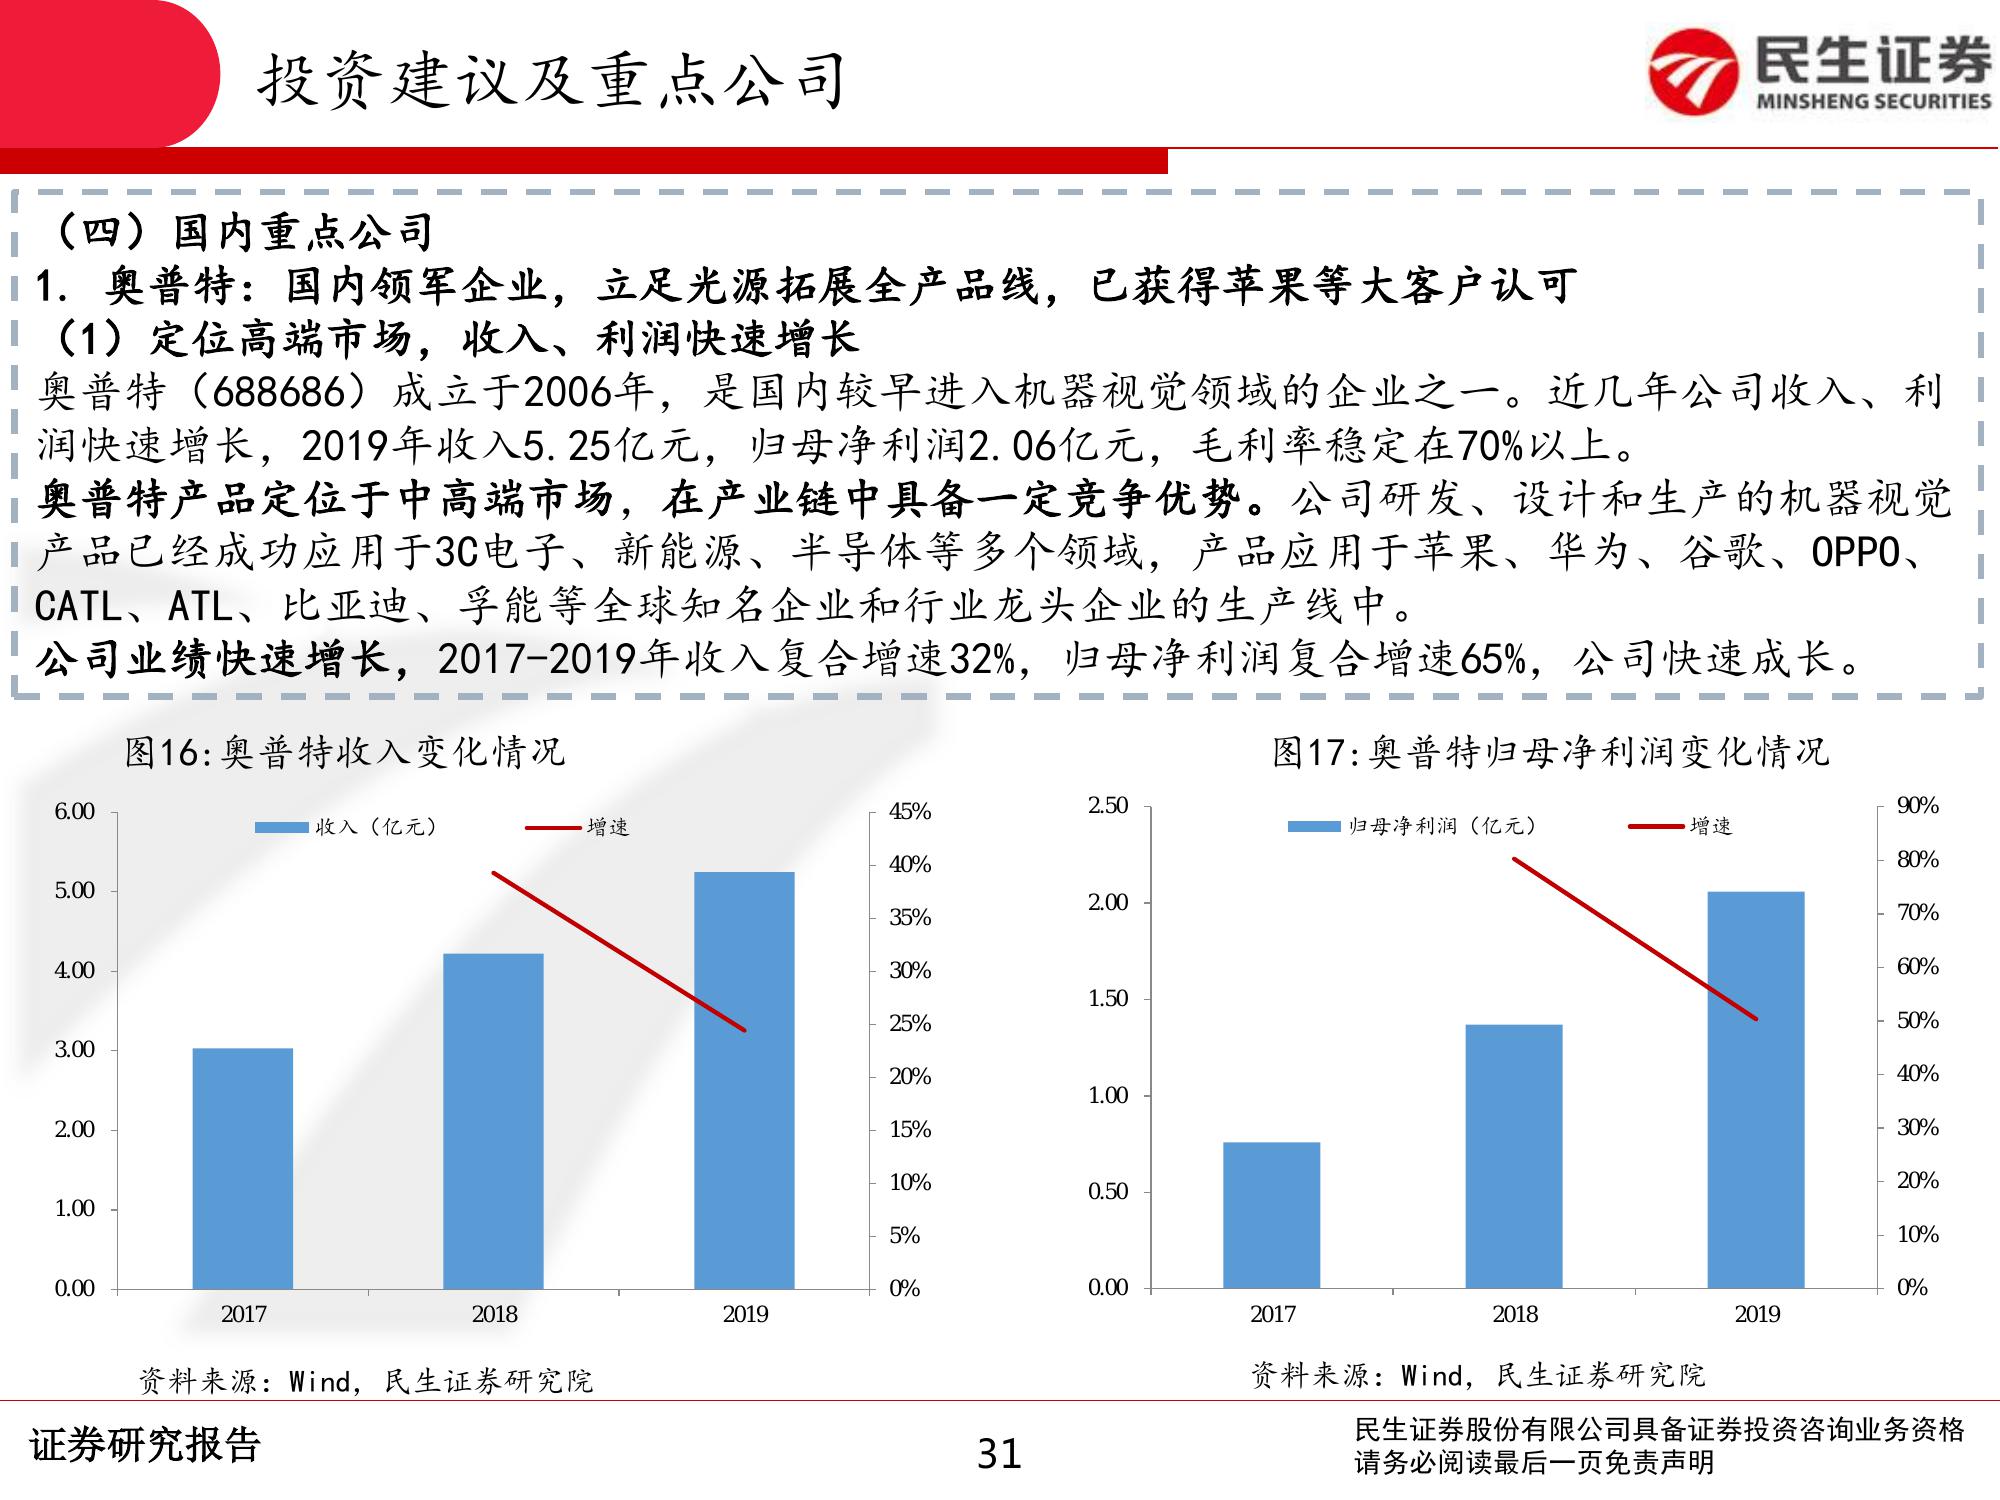 投资建议及重点公司
民生证券
MINSHENG SECURITIES
（四）国内重点公司
1. 奥普特：国内领军企业，立足光源拓展全产品线，已获得苹果等大客户认可
（1）定位高端市场，收入、利润快速增长
奥普特（688686）成立于2006年，是国内较早进入机器视觉领域的企业之一。近几年公司收入、利
润快速增长，2019年收入5.25亿元，归母净利润2.06亿元，毛利率稳定在70%以上。
奥普特产品定位于中高端市场，在产业链中具备一定竞争优势。公司研发、设计和生产的机器视觉
产品已经成功应用于3C电子、新能源、半导体等多个领域，产品应用于苹果、华为、谷歌、OPPO、
CATL、ATL、比亚迪、孚能等全球知名企业和行业龙头企业的生产线中。
公司业绩快速增长，2017-2019年收入复合增速32%，归母净利润复合增速65%，公司快速成长。
图16:奥普特收入变化情况
收入（亿元） 增速
6.00
5.00
4.00
3.00
2.00
1.00
0.00
45%
40%
35%
30%
25%
20%
15%
10%
5%
0%
2017 2018 2019
资料来源：Wind，民生证券研究院
图17:奥普特归母净利润变化情况
归母净利润（亿元） 增速
2.50
2.00
1.50
1.00
0.50
0.00
90%
80%
70%
60%
50%
40%
30%
20%
10%
0%
2017 2018 2019
资料来源：Wind，民生证券研究院
证券研究报告
31
民生证券股份有限公司具备证券投资咨询业务资格
请务必阅读最后一页免责声明